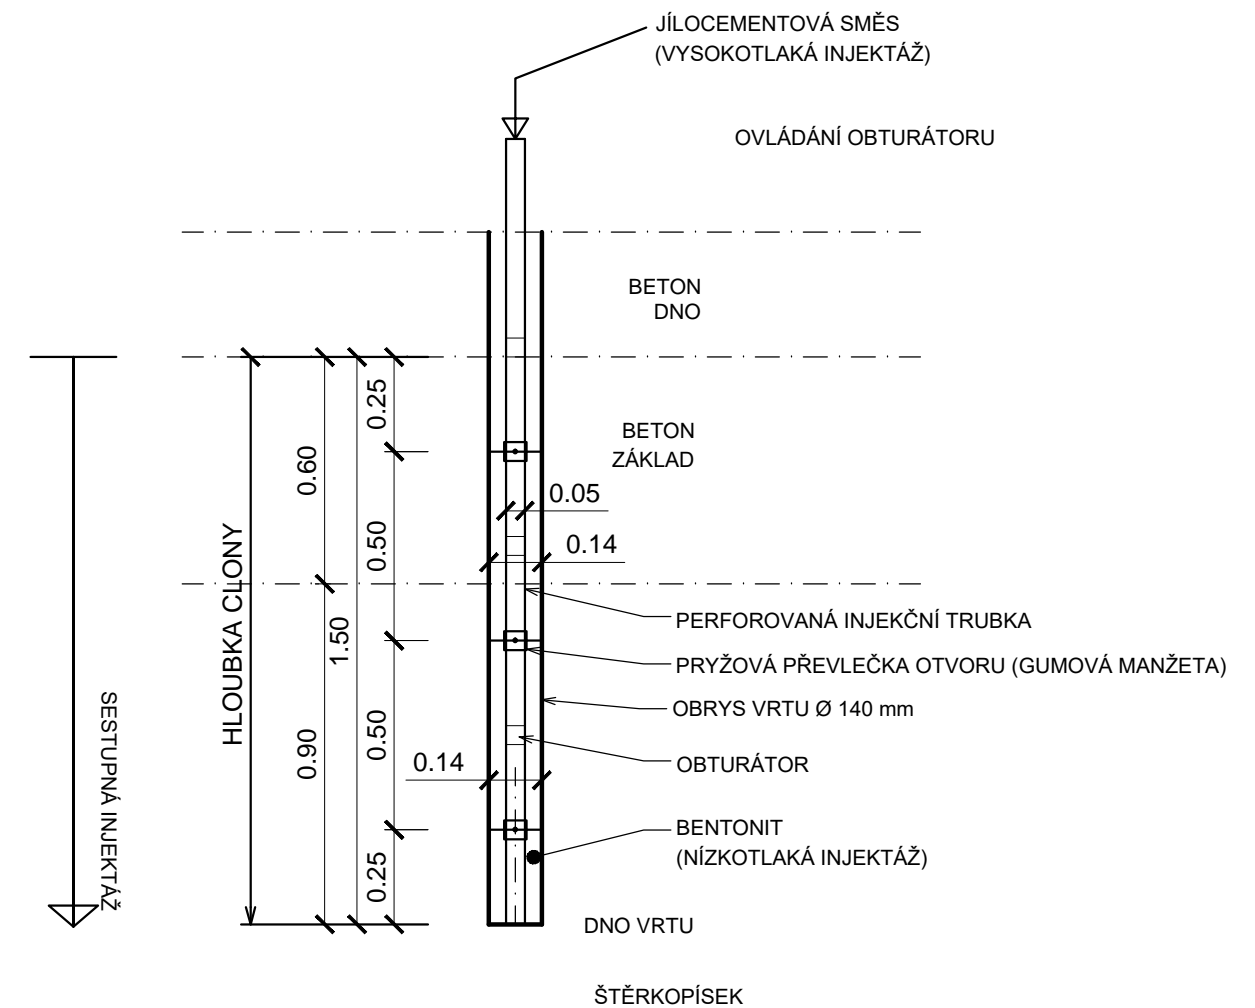 JÍLOCEMENTOVÁ SMĚS
(VYSOKOTLAKÁ INJEKTÁŽ)
OVLÁDÁNÍ OBTURÁTORU
BETON
DNO
BETON
ZÁKLAD
0.25
0.60
0.50
0.05
0.14
HLOUBKA CLONY
1.50
PERFOROVANÁ INJEKČNÍ TRUBKA
PRYŽOVÁ PŘEVLEČKA OTVORU (GUMOVÁ MANŽETA)
OBRYS VRTU Ø 140 mm
SESTUPNÁ INJEKTÁŽ
0.90
0.50
0.14
OBTURÁTOR
BENTONIT
(NÍZKOTLAKÁ INJEKTÁŽ)
0.25
DNO VRTU
ŠTĚRKOPÍSEK